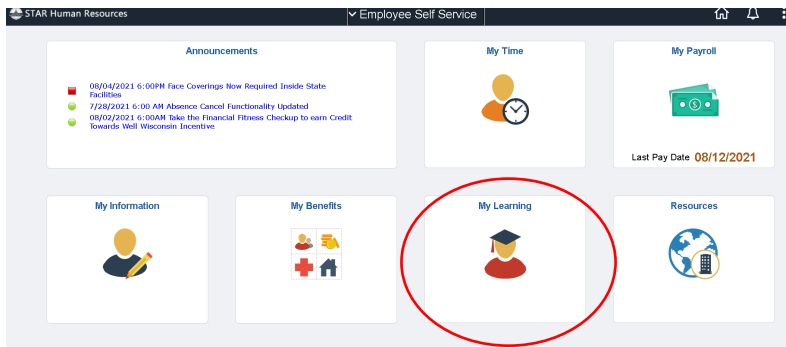 STAR Human Resources
Employee Self Service
Announcements
08/04/2021 6:00PM Face Coverings Now Required Inside State
Facilities
7/28/2021 6:00 AM Absence Cancel Functionality Updated
08/02/2021 6:00AM Take the Financial Fitness Checkup to earn Credit
Towards Well Wisconsin Incentive
My Time
My Payroll
Last Pay Date 08/12/2021
My Information
My Benefits
My Learning
Resources